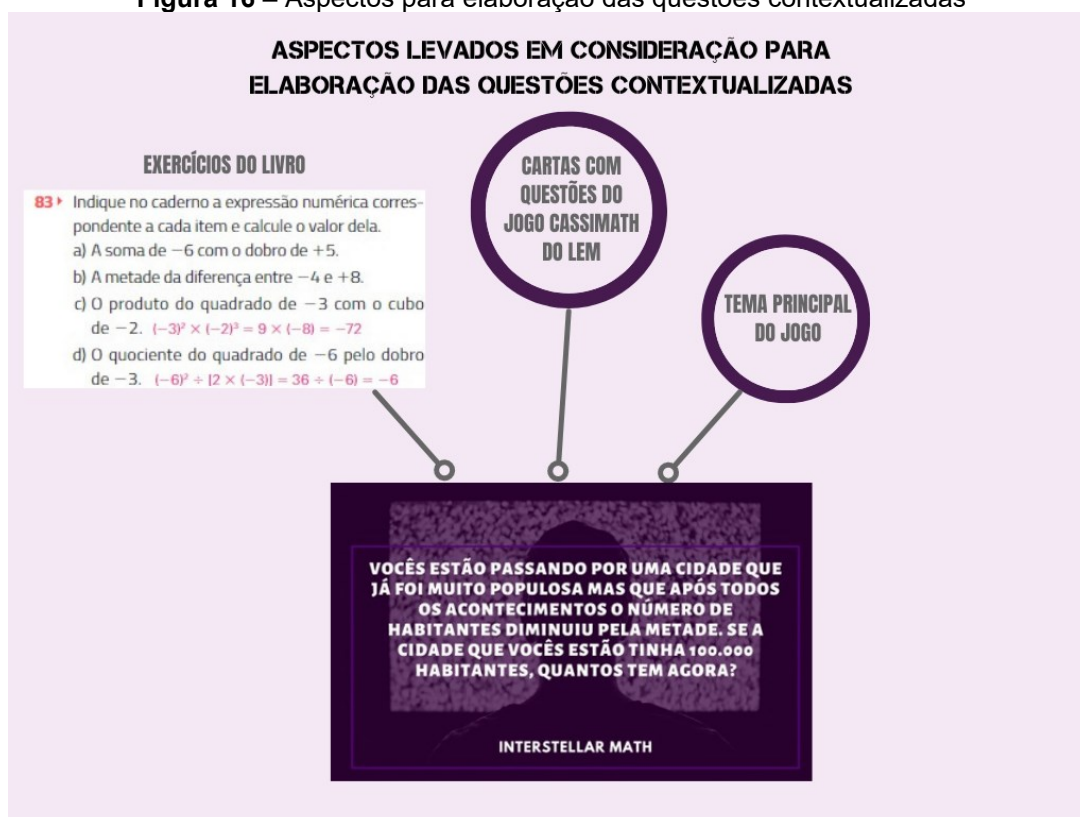 Figura 16 – Aspectos para elaboração das questões contextualizadas
ASPECTOS LEVADOS EM CONSIDERAÇÃO PARA
ELABORAÇÃO DAS QUESTÕES CONTEXTUALIZADAS
EXERCÍCIOS DO LIVRO
83 Indique no caderno a expressão numérica corres-
pondente a cada item e calcule o valor dela.
a) A soma de −6 com o dobro de +5.
b) A metade da diferença entre −4 e +8.
c) O produto do quadrado de −3 com o cubo
de −2. (−3)² × (−2)³ = 9 × (−8) = −72
d) O quociente do quadrado de −6 pelo dobro
de −3. (−6)² ÷ [2 × (−3)] = 36 ÷ (−6) = −6
CARTAS COM
QUESTÕES DO
JOGO CASSIMATH
DO LEM
TEMA PRINCIPAL
DO JOGO
VOCÊS ESTÃO PASSANDO POR UMA CIDADE QUE
JÁ FOI MUITO POPULOSA MAS QUE APÓS TODOS
OS ACONTECIMENTOS O NÚMERO DE
HABITANTES DIMINUIU PELA METADE. SE A
CIDADE QUE VOCÊS ESTÃO TINHA 100.000
HABITANTES, QUANTOS TEM AGORA?
INTERSTELLAR MATH